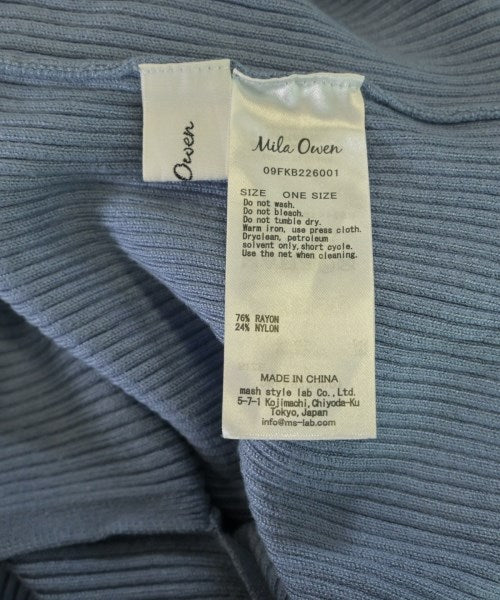 Owen
Mila Owen
09FKB226001
SIZE ONE SIZE
Do not wash.
Do not bleach.
Do not tumble dry.
Warm iron, use press cloth.
Dryclean, petroleum
solvent only, short cycle.
Use the net when cleaning.
76% RAYON
24% NYLON
MADE IN CHINA
mash style lab Co., Ltd.
5-7-1 Kojimachi, Chiyoda-Ku
Tokyo, Japan
info@ms-lab.com